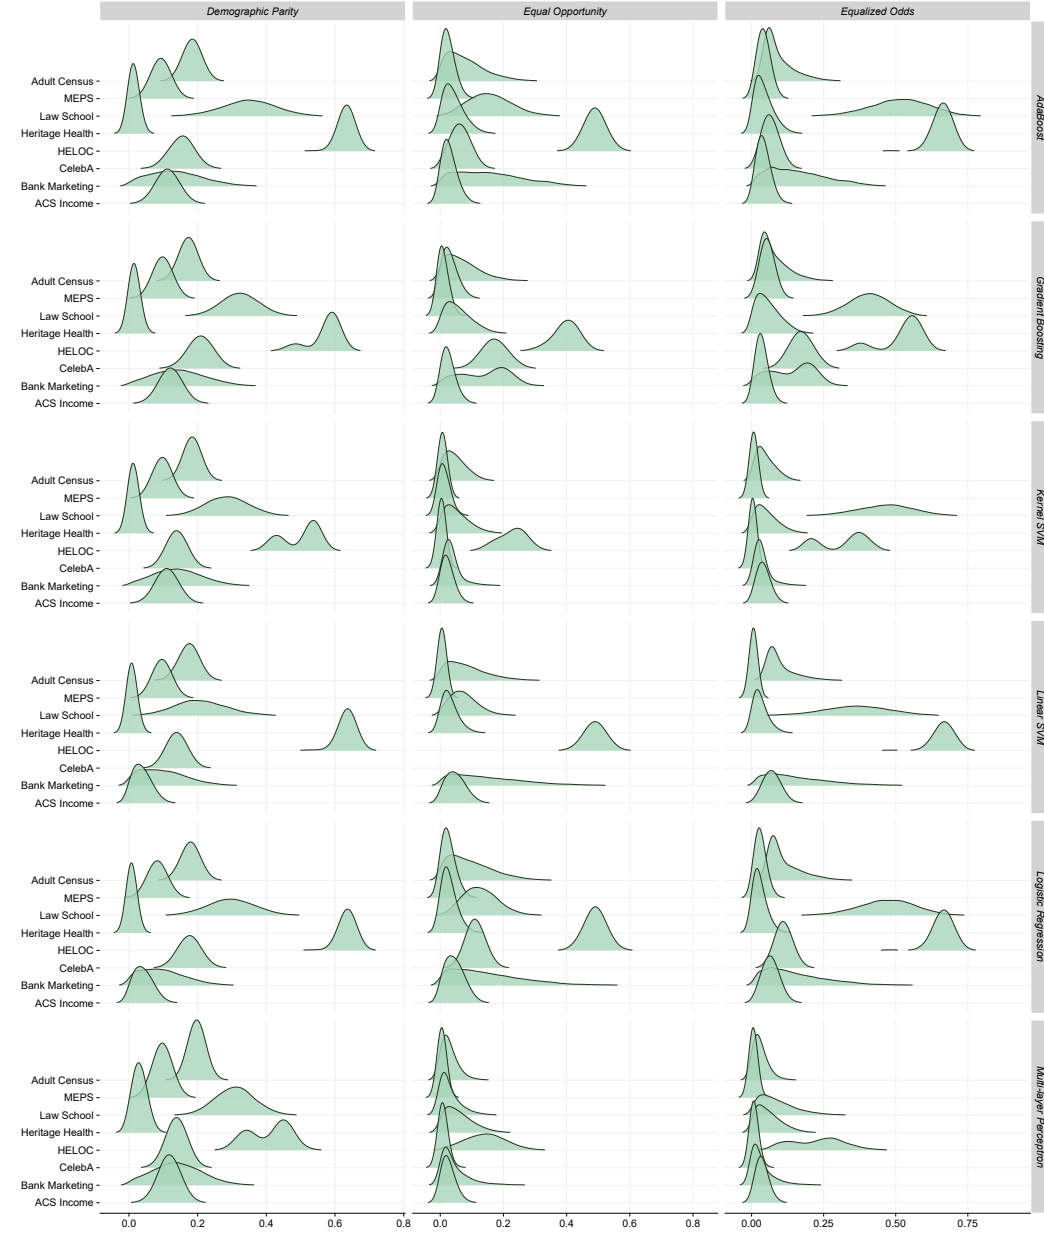 Demographic Parity
Equal Opportunity
Equalized Odds
Adult Census
MEPS
Law School
Heritage Health
HELOC
CelebA
Bank Marketing
ACS Income
AdaBoost
Adult Census
MEPS
Law School
Heritage Health
HELOC
CelebA
Bank Marketing
ACS Income
Gradient Boosting
Adult Census
MEPS
Law School
Heritage Health
HELOC
CelebA
Bank Marketing
ACS Income
Kernel SVM
Adult Census
MEPS
Law School
Heritage Health
HELOC
CelebA
Bank Marketing
ACS Income
Linear SVM
Adult Census
MEPS
Law School
Heritage Health
HELOC
CelebA
Bank Marketing
ACS Income
Logistic Regression
Adult Census
MEPS
Law School
Heritage Health
HELOC
CelebA
Bank Marketing
ACS Income
Multi-layer Perceptron
0.0 0.2 0.4 0.6 0.8
0.0 0.2 0.4 0.6 0.8
0.00 0.25 0.50 0.75